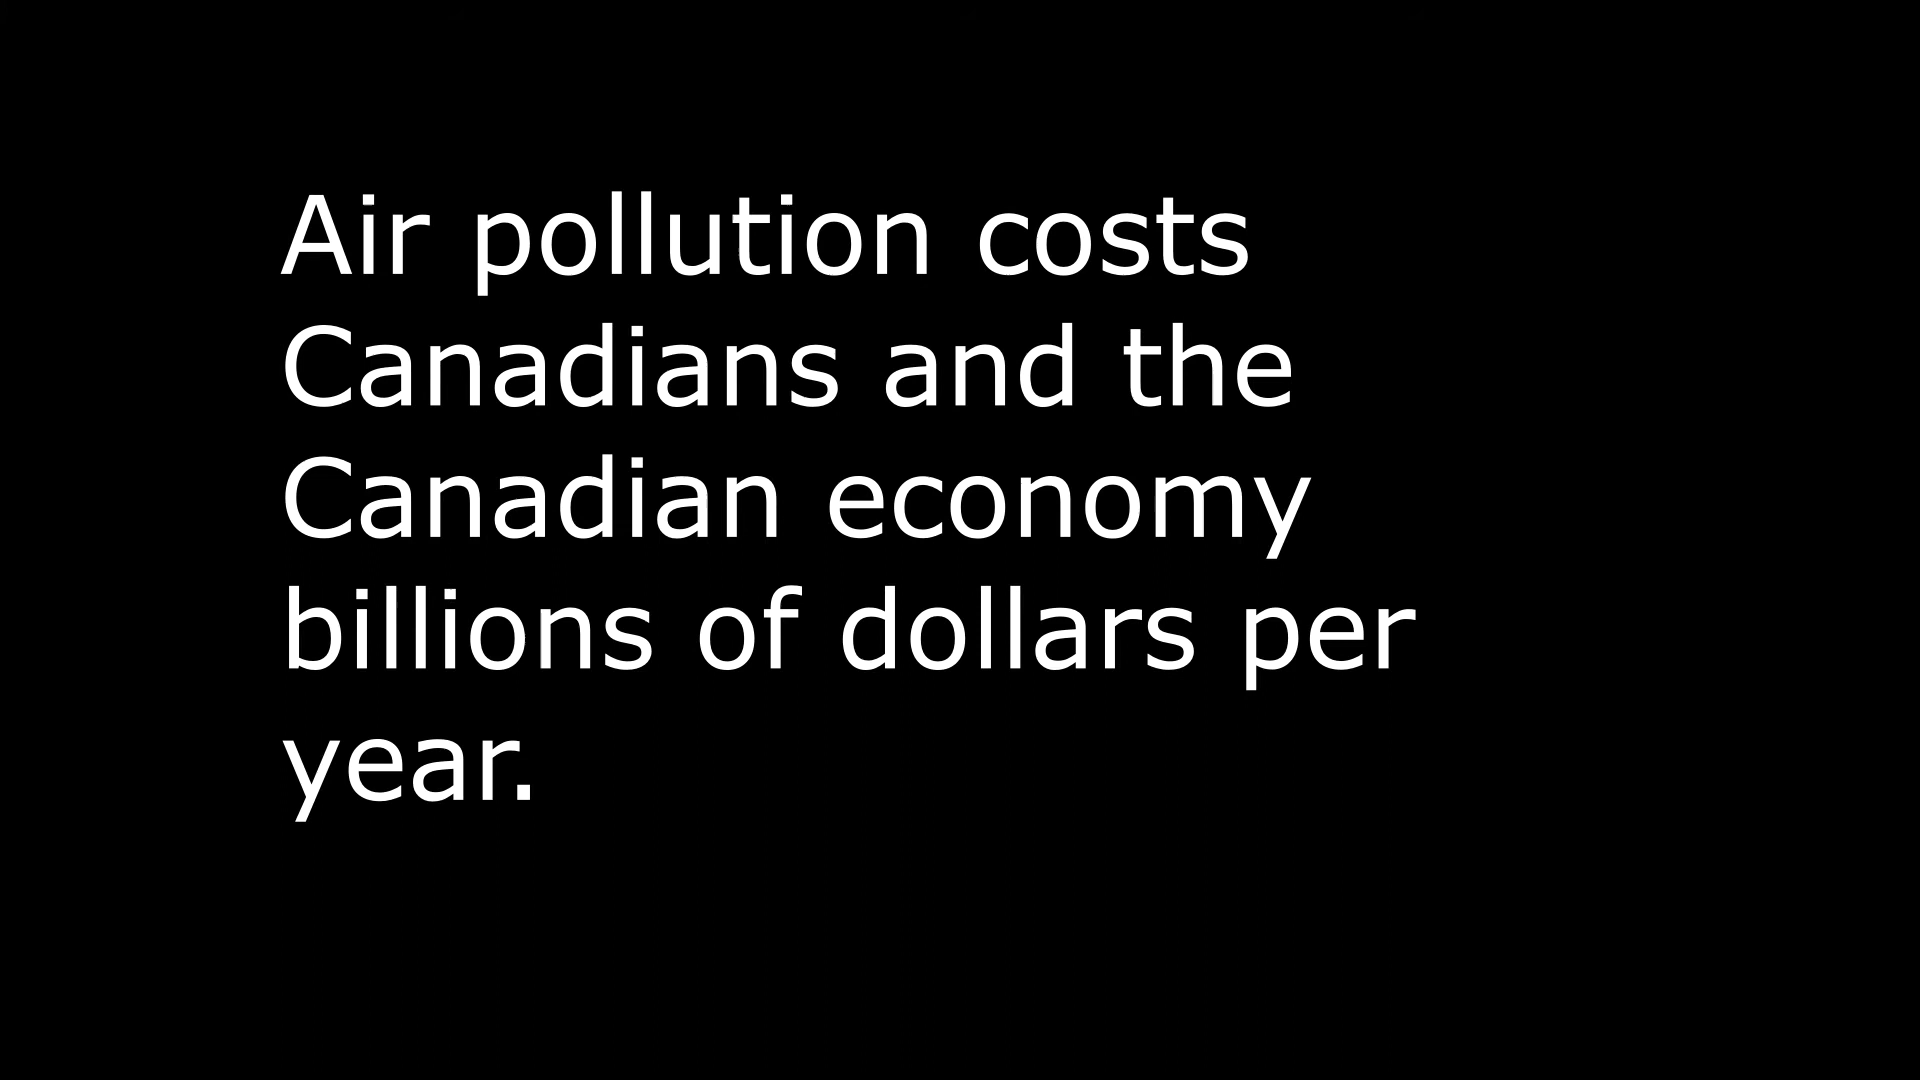 Air pollution costs
Canadians and the
Canadian economy
billions of dollars per
year.